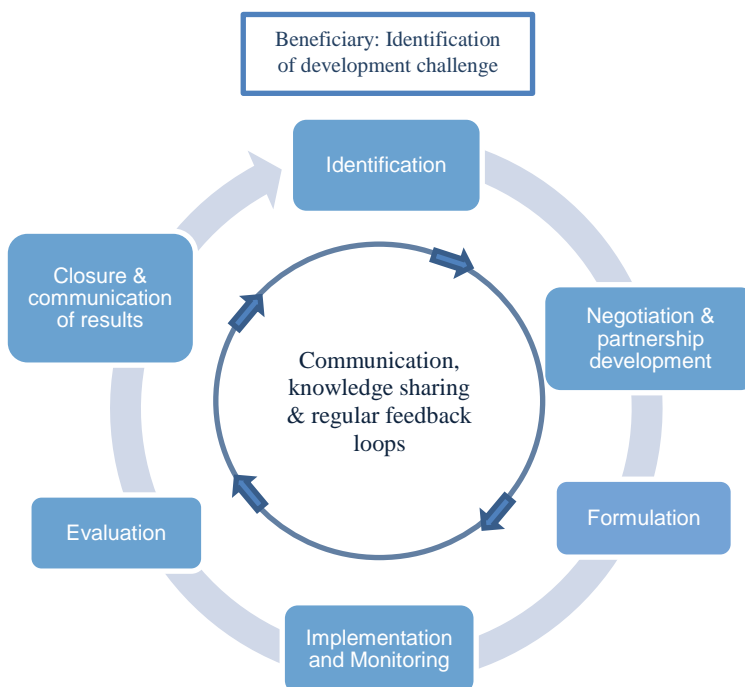 Beneficiary: Identification
of development challenge
Identification
Negotiation &
partnership
development
Formulation
Implementation
and Monitoring
Evaluation
Closure &
communication
of results
Communication,
knowledge sharing
& regular feedback
loops